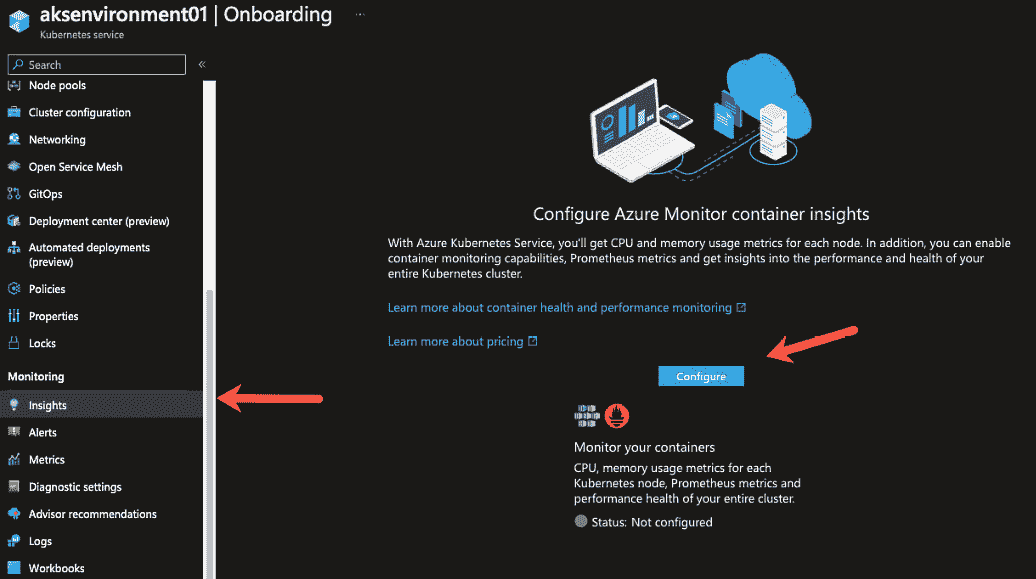 aksenvironment01 | Onboarding ...
Kubernetes service
Search
«
Node pools
Cluster configuration
Networking
Open Service Mesh
GitOps
Deployment center (preview)
Automated deployments
(preview)
Policies
Properties
Locks
Monitoring
Insights
Alerts
Metrics
Diagnostic settings
Advisor recommendations
Logs
Workbooks
Configure Azure Monitor container insights
With Azure Kubernetes Service, you'll get CPU and memory usage metrics for each node. In addition, you can enable
container monitoring capabilities, Prometheus metrics and get insights into the performance and health of your
entire Kubernetes cluster.
Learn more about container health and performance monitoring
Learn more about pricing
Configure
Monitor your containers
CPU, memory usage metrics for each
Kubernetes node, Prometheus metrics and
performance health of your entire cluster.
Status: Not configured